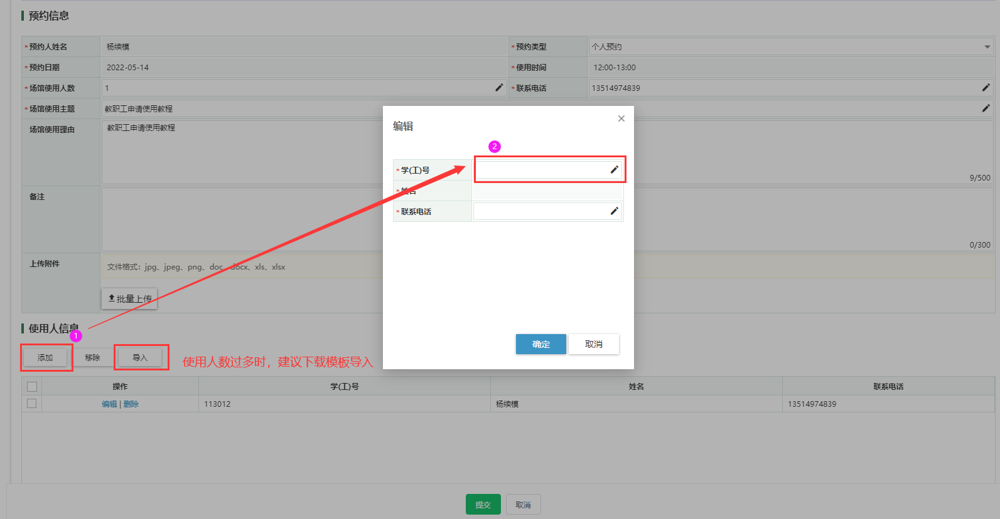 预约信息
*预约人姓名 杨续模 *预约类型 个人预约
*预约日期 2022-05-14 *使用时间 12:00-13:00
*场馆使用人数 1 *联系电话 13514974839
*场馆使用主题 教职工申请使用教程
场馆使用理由 教职工申请使用教程
9/500
备注
0/300
上传附件 文件格式：jpg、jpeg、png、doc、docx、xls、xlsx
批量上传
编辑
2
*学(工)号
*姓名
*联系电话
确定 取消
使用人信息
1
添加 移除 导入 使用人数过多时，建议下载模板导入
操作 学(工)号 姓名 联系电话
编辑 | 删除 113012 杨续模 13514974839
提交 取消